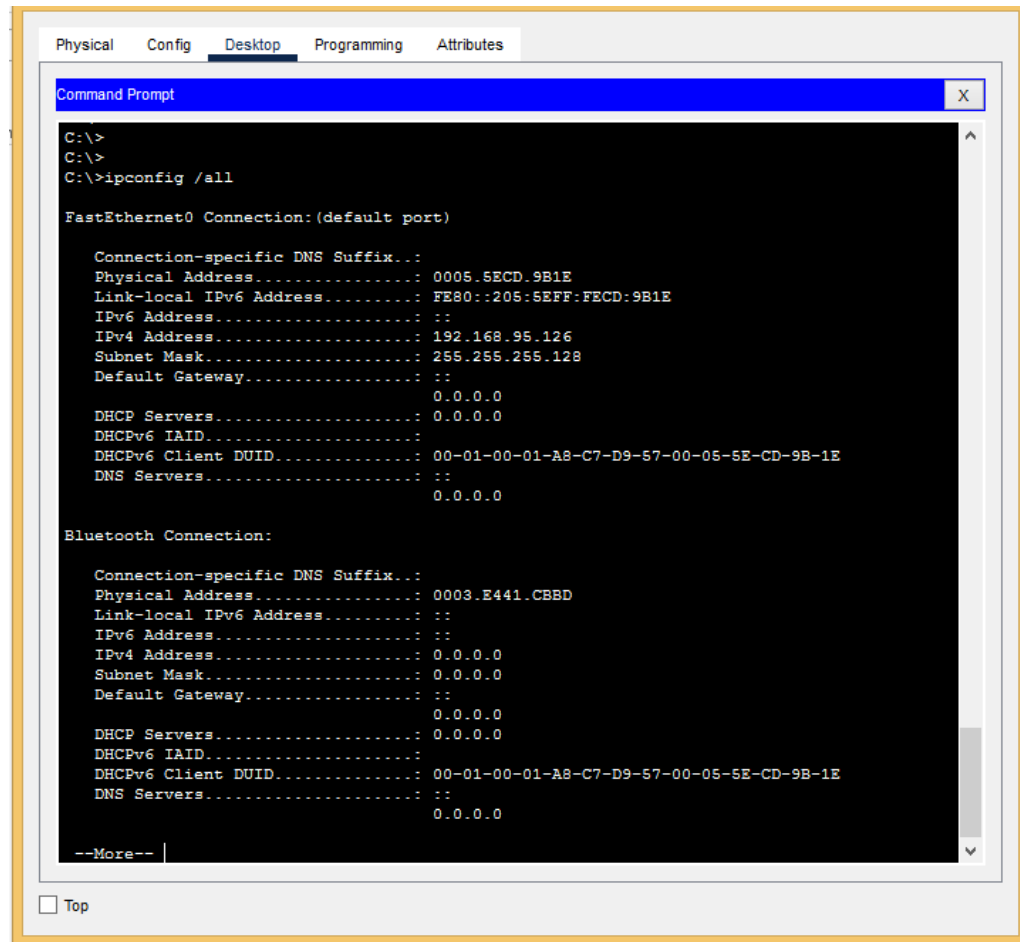 Physical Config Desktop Programming Attributes
Command Prompt X
C:\>
C:\>
C:\>ipconfig /all
FastEthernet0 Connection:(default port)
Connection-specific DNS Suffix..:
Physical Address................: 0005.5ECD.9B1E
Link-local IPv6 Address.........: FE80::205:5EFF:FECD:9B1E
IPv6 Address....................: ::
IPv4 Address....................: 192.168.95.126
Subnet Mask.....................: 255.255.255.128
Default Gateway.................: ::
0.0.0.0
DHCP Servers....................: 0.0.0.0
DHCPv6 IAID.....................:
DHCPv6 Client DUID..............: 00-01-00-01-A8-C7-D9-57-00-05-5E-CD-9B-1E
DNS Servers.....................: ::
0.0.0.0
Bluetooth Connection:
Connection-specific DNS Suffix..:
Physical Address................: 0003.E441.CBBD
Link-local IPv6 Address.........: ::
IPv6 Address....................: ::
IPv4 Address....................: 0.0.0.0
Subnet Mask.....................: 0.0.0.0
Default Gateway.................: ::
0.0.0.0
DHCP Servers....................: 0.0.0.0
DHCPv6 IAID.....................:
DHCPv6 Client DUID..............: 00-01-00-01-A8-C7-D9-57-00-05-5E-CD-9B-1E
DNS Servers.....................: ::
0.0.0.0
--More--
Top